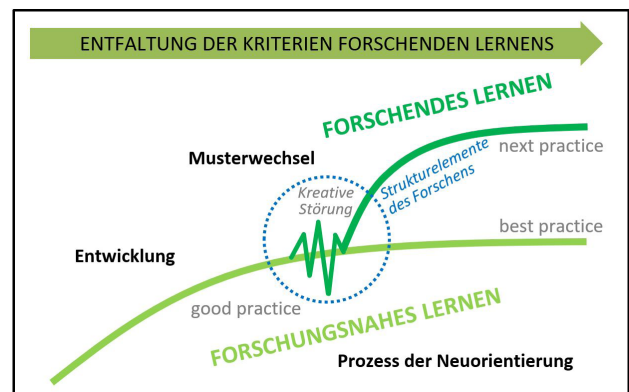 ENTFALTUNG DER KRITERIEN FORSCHENDEN LERNENS
FORSCHENDES LERNEN
next practice
Musterwechsel
Kreative
Störung
Strukturelemente
des Forschens
best practice
Entwicklung
good practice
FORSCHUNGSNAHES LERNEN
Prozess der Neuorientierung